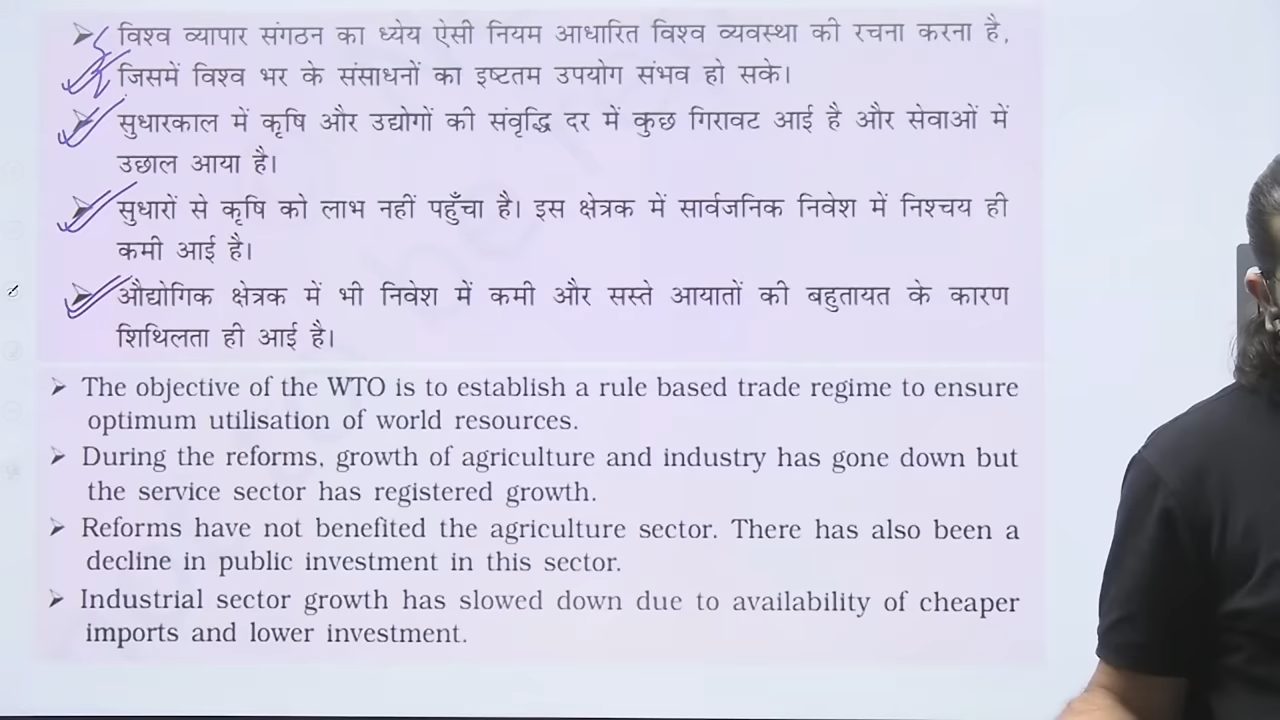 ➢ विश्व व्यापार संगठन का ध्येय ऐसी नियम आधारित विश्व व्यवस्था की रचना करना है,
जिसमें विश्व भर के संसाधनों का इष्टतम उपयोग संभव हो सके।
➢ सुधारकाल में कृषि और उद्योगों की संवृद्धि दर में कुछ गिरावट आई है और सेवाओं में
उछाल आया है।
➢ सुधारों से कृषि को लाभ नहीं पहुँचा है। इस क्षेत्रक में सार्वजनिक निवेश में निश्चय ही
कमी आई है।
➢ औद्योगिक क्षेत्रक में भी निवेश में कमी और सस्ते आयातों की बहुतायत के कारण
शिथिलता ही आई है।
➢ The objective of the WTO is to establish a rule based trade regime to ensure
optimum utilisation of world resources.
➢ During the reforms, growth of agriculture and industry has gone down but
the service sector has registered growth.
➢ Reforms have not benefited the agriculture sector. There has also been a
decline in public investment in this sector.
➢ Industrial sector growth has slowed down due to availability of cheaper
imports and lower investment.